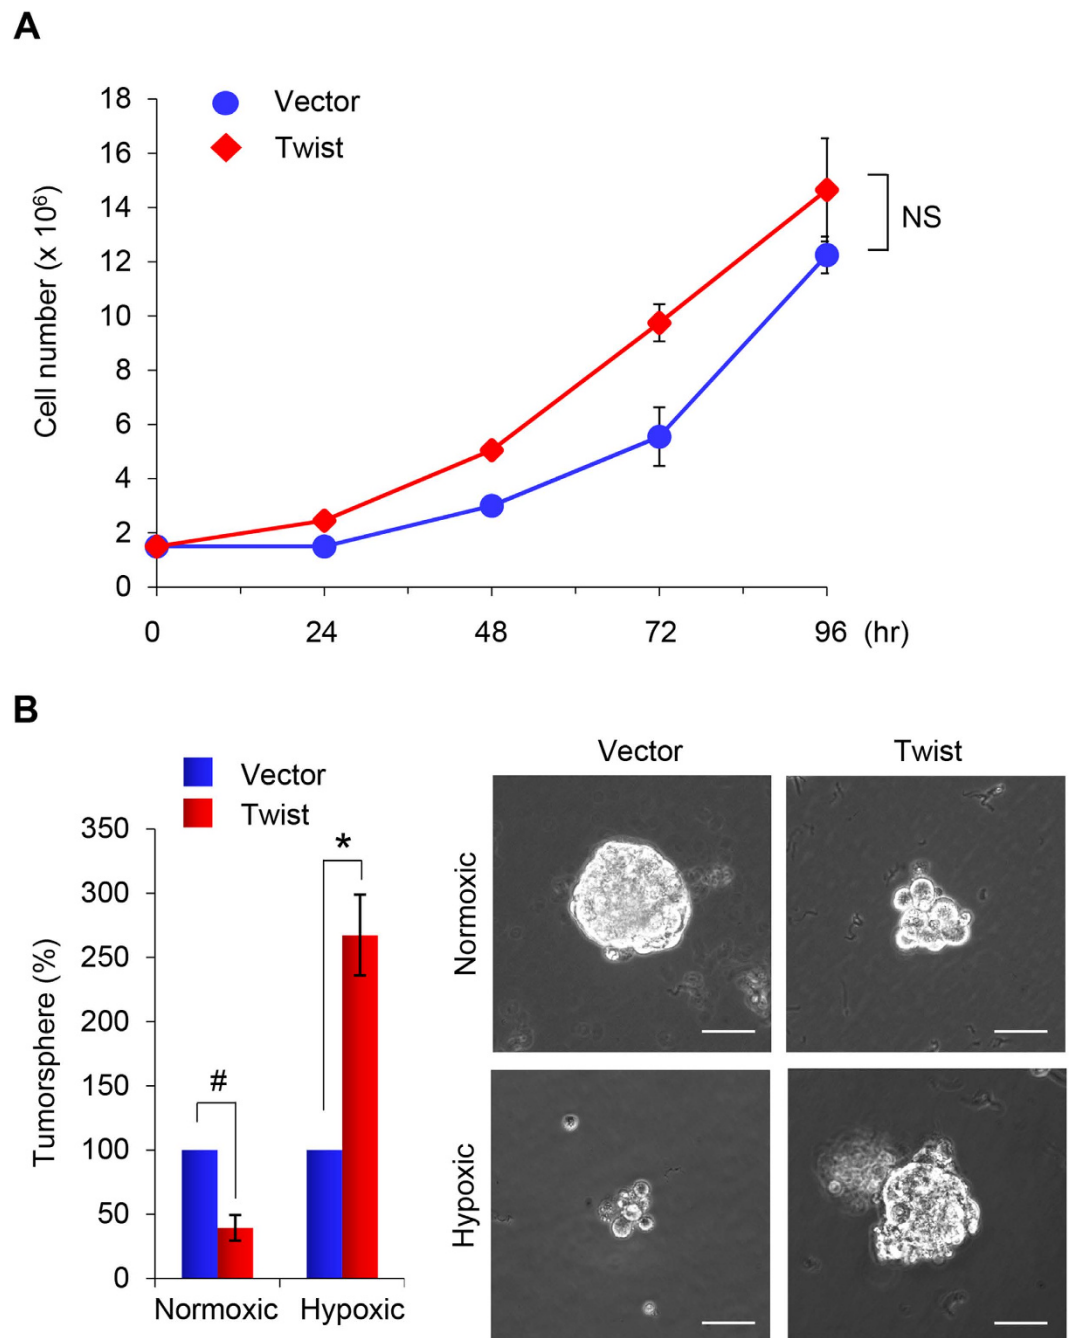 A
Vector
Twist
Cell number (x 10⁶)
18
16
14
12
10
8
6
4
2
0
NS
0 24 48 72 96 (hr)
B
Vector
Twist
Tumorsphere (%)
350
300
250
200
150
100
50
0
#
*
Normoxic Hypoxic
Vector Twist
Normoxic
Hypoxic